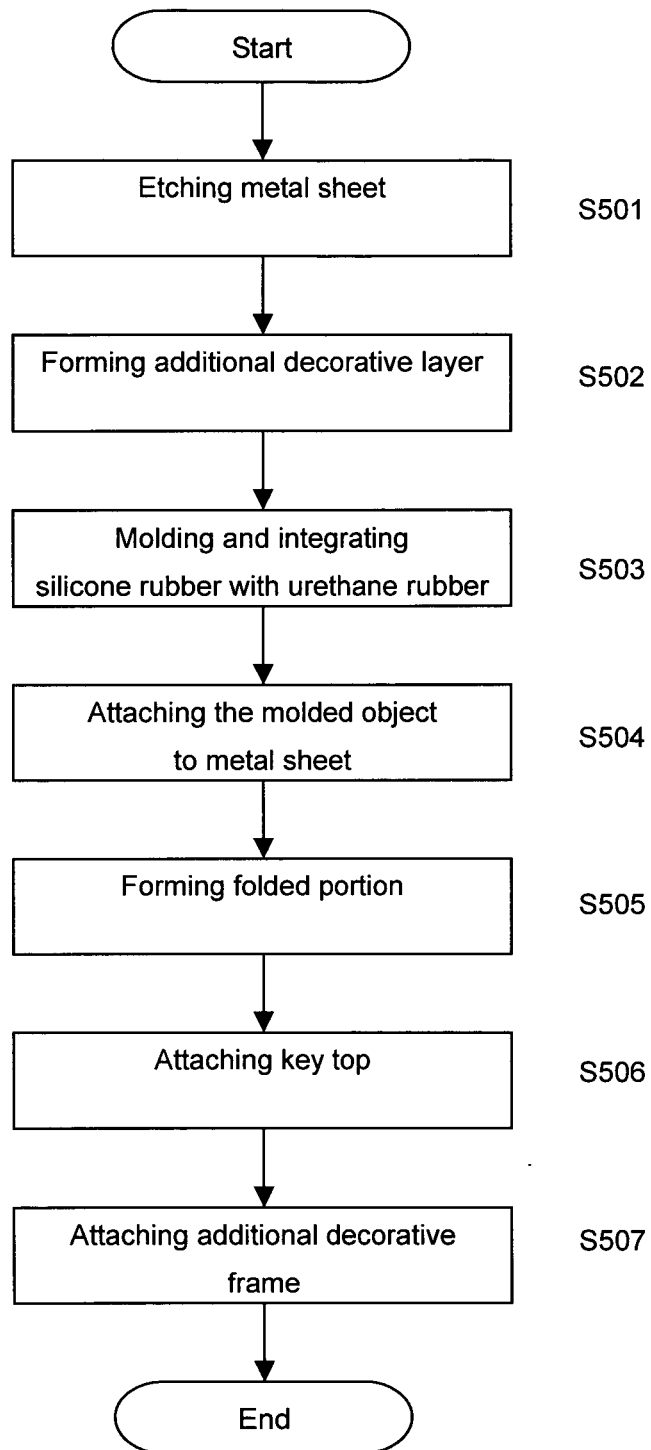 Start
Etching metal sheet
S501
Forming additional decorative layer
S502
Molding and integrating
silicone rubber with urethane rubber
S503
Attaching the molded object
to metal sheet
S504
Forming folded portion
S505
Attaching key top
S506
Attaching additional decorative
frame
S507
End